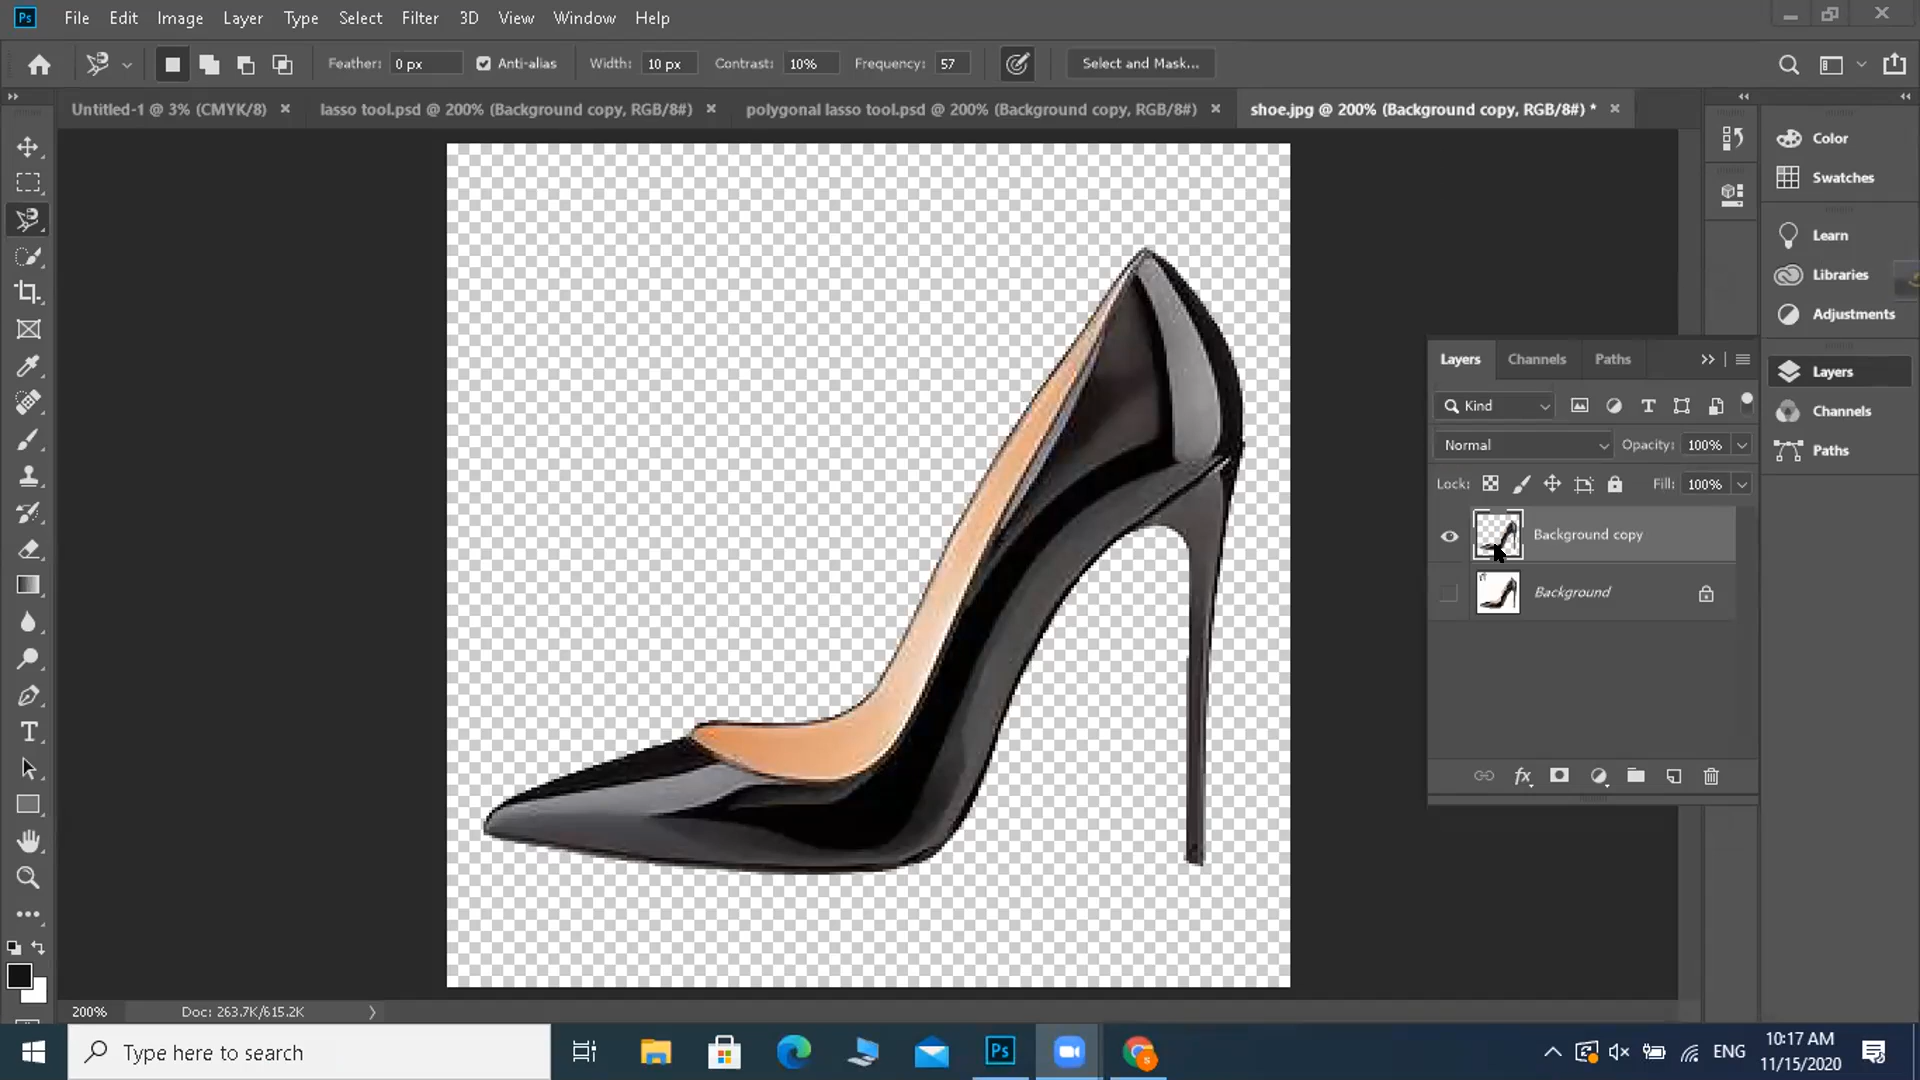 Ps File Edit Image Layer Type Select Filter 3D View Window Help
Feather: 0 px Anti-alias Width: 10 px Contrast: 10% Frequency: 57 Select and Mask...
Untitled-1 @ 3% (CMYK/8) lasso tool.psd @ 200% (Background copy, RGB/8#) polygonal lasso tool.psd @ 200% (Background copy, RGB/8#) shoe.jpg @ 200% (Background copy, RGB/8#) *
Color
Swatches
Learn
Libraries
Adjustments
Layers
Channels
Paths
Layers Channels Paths
Kind
Normal Opacity: 100%
Lock: Fill: 100%
Background copy
Background
fx
200% Doc: 263.7K/615.2K
Type here to search
Ps
ENG
10:17 AM
11/15/2020